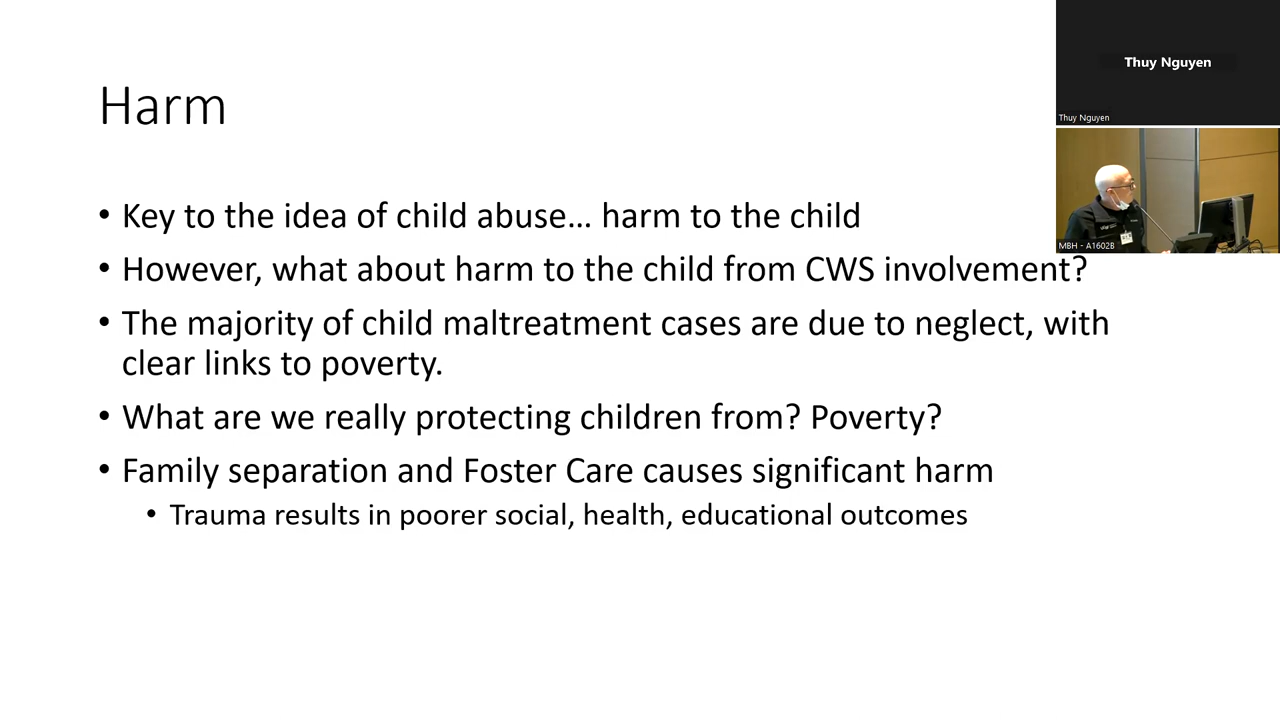 Harm
• Key to the idea of child abuse… harm to the child
• However, what about harm to the child from CWS involvement?
• The majority of child maltreatment cases are due to neglect, with
clear links to poverty.
• What are we really protecting children from? Poverty?
• Family separation and Foster Care causes significant harm
• Trauma results in poorer social, health, educational outcomes
Thuy Nguyen
Thuy Nguyen
MBH - A1602B